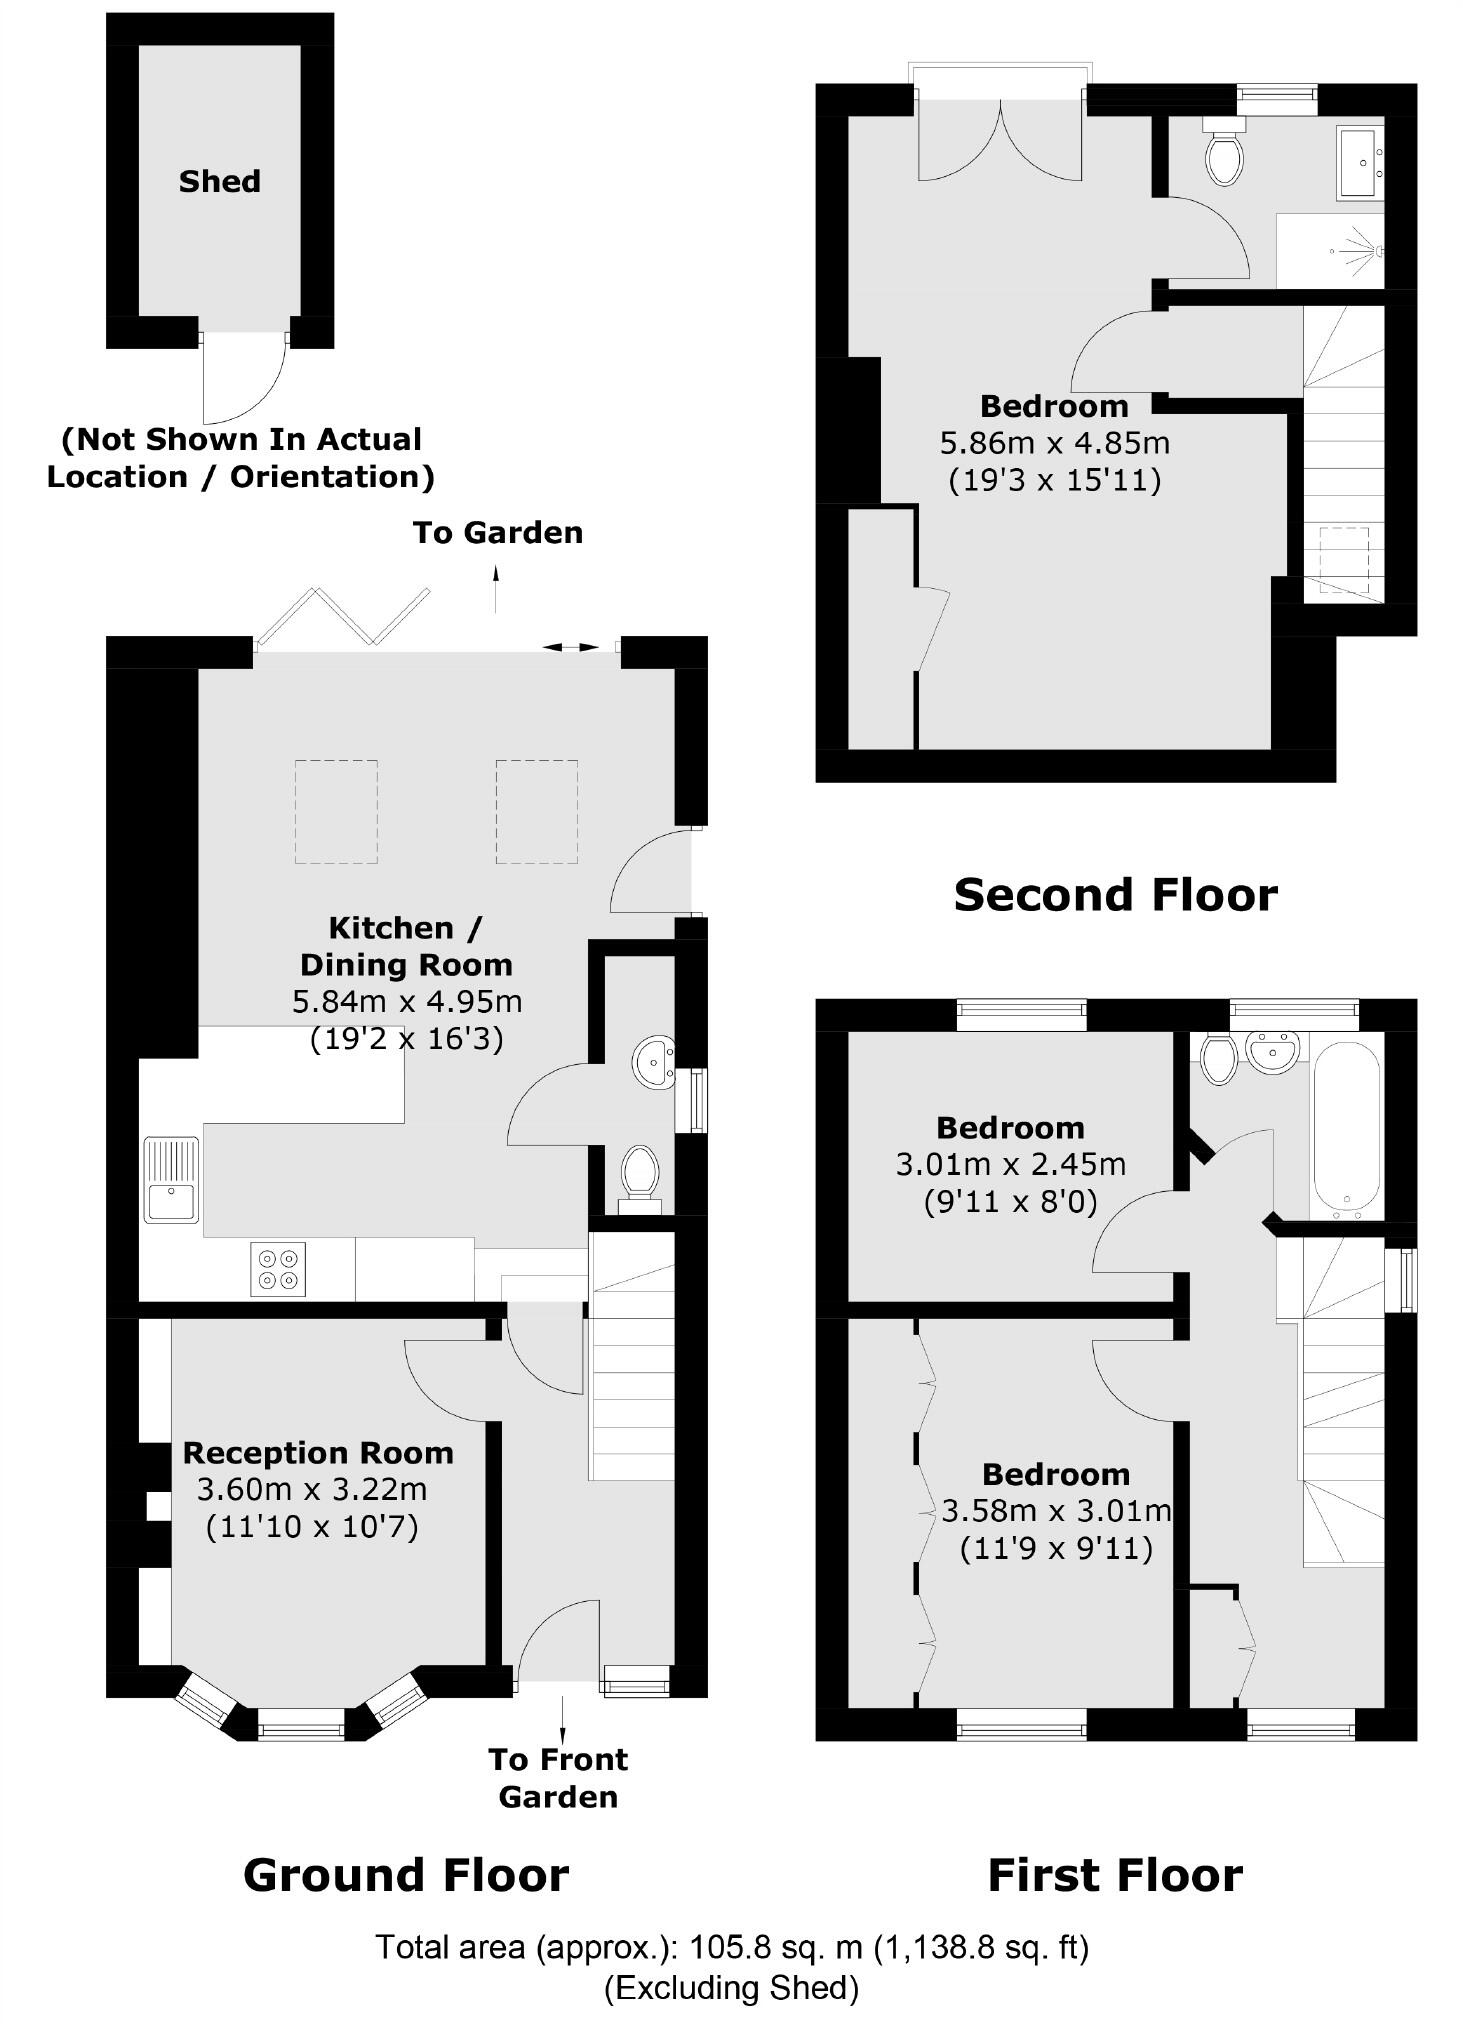 Shed
(Not Shown In Actual
Location / Orientation)
To Garden
Kitchen /
Dining Room
5.84m x 4.95m
(19'2 x 16'3)
Reception Room
3.60m x 3.22m
(11'10 x 10'7)
To Front
Garden
Ground Floor
Bedroom
5.86m x 4.85m
(19'3 x 15'11)
Second Floor
Bedroom
3.01m x 2.45m
(9'11 x 8'0)
Bedroom
3.58m x 3.01m
(11'9 x 9'11)
First Floor
Total area (approx.): 105.8 sq. m (1,138.8 sq. ft)
(Excluding Shed)